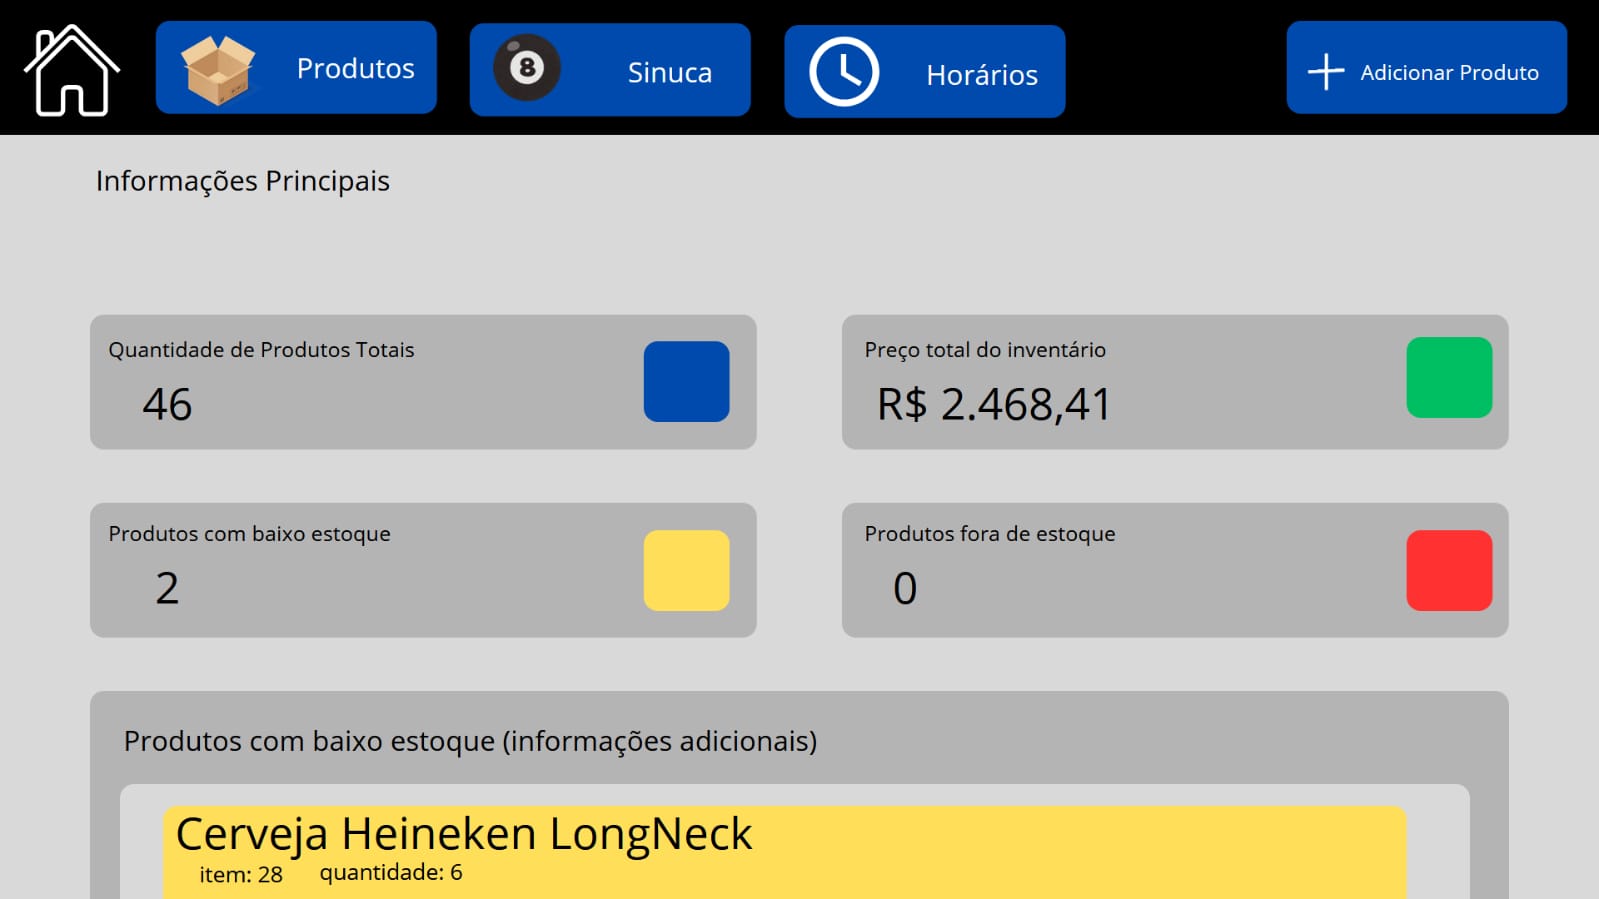 Produtos
8
Sinuca
Horários
Adicionar Produto
Informações Principais
Quantidade de Produtos Totais
46
Preço total do inventário
R$ 2.468,41
Produtos com baixo estoque
2
Produtos fora de estoque
0
Produtos com baixo estoque (informações adicionais)
Cerveja Heineken LongNeck
item: 28 quantidade: 6